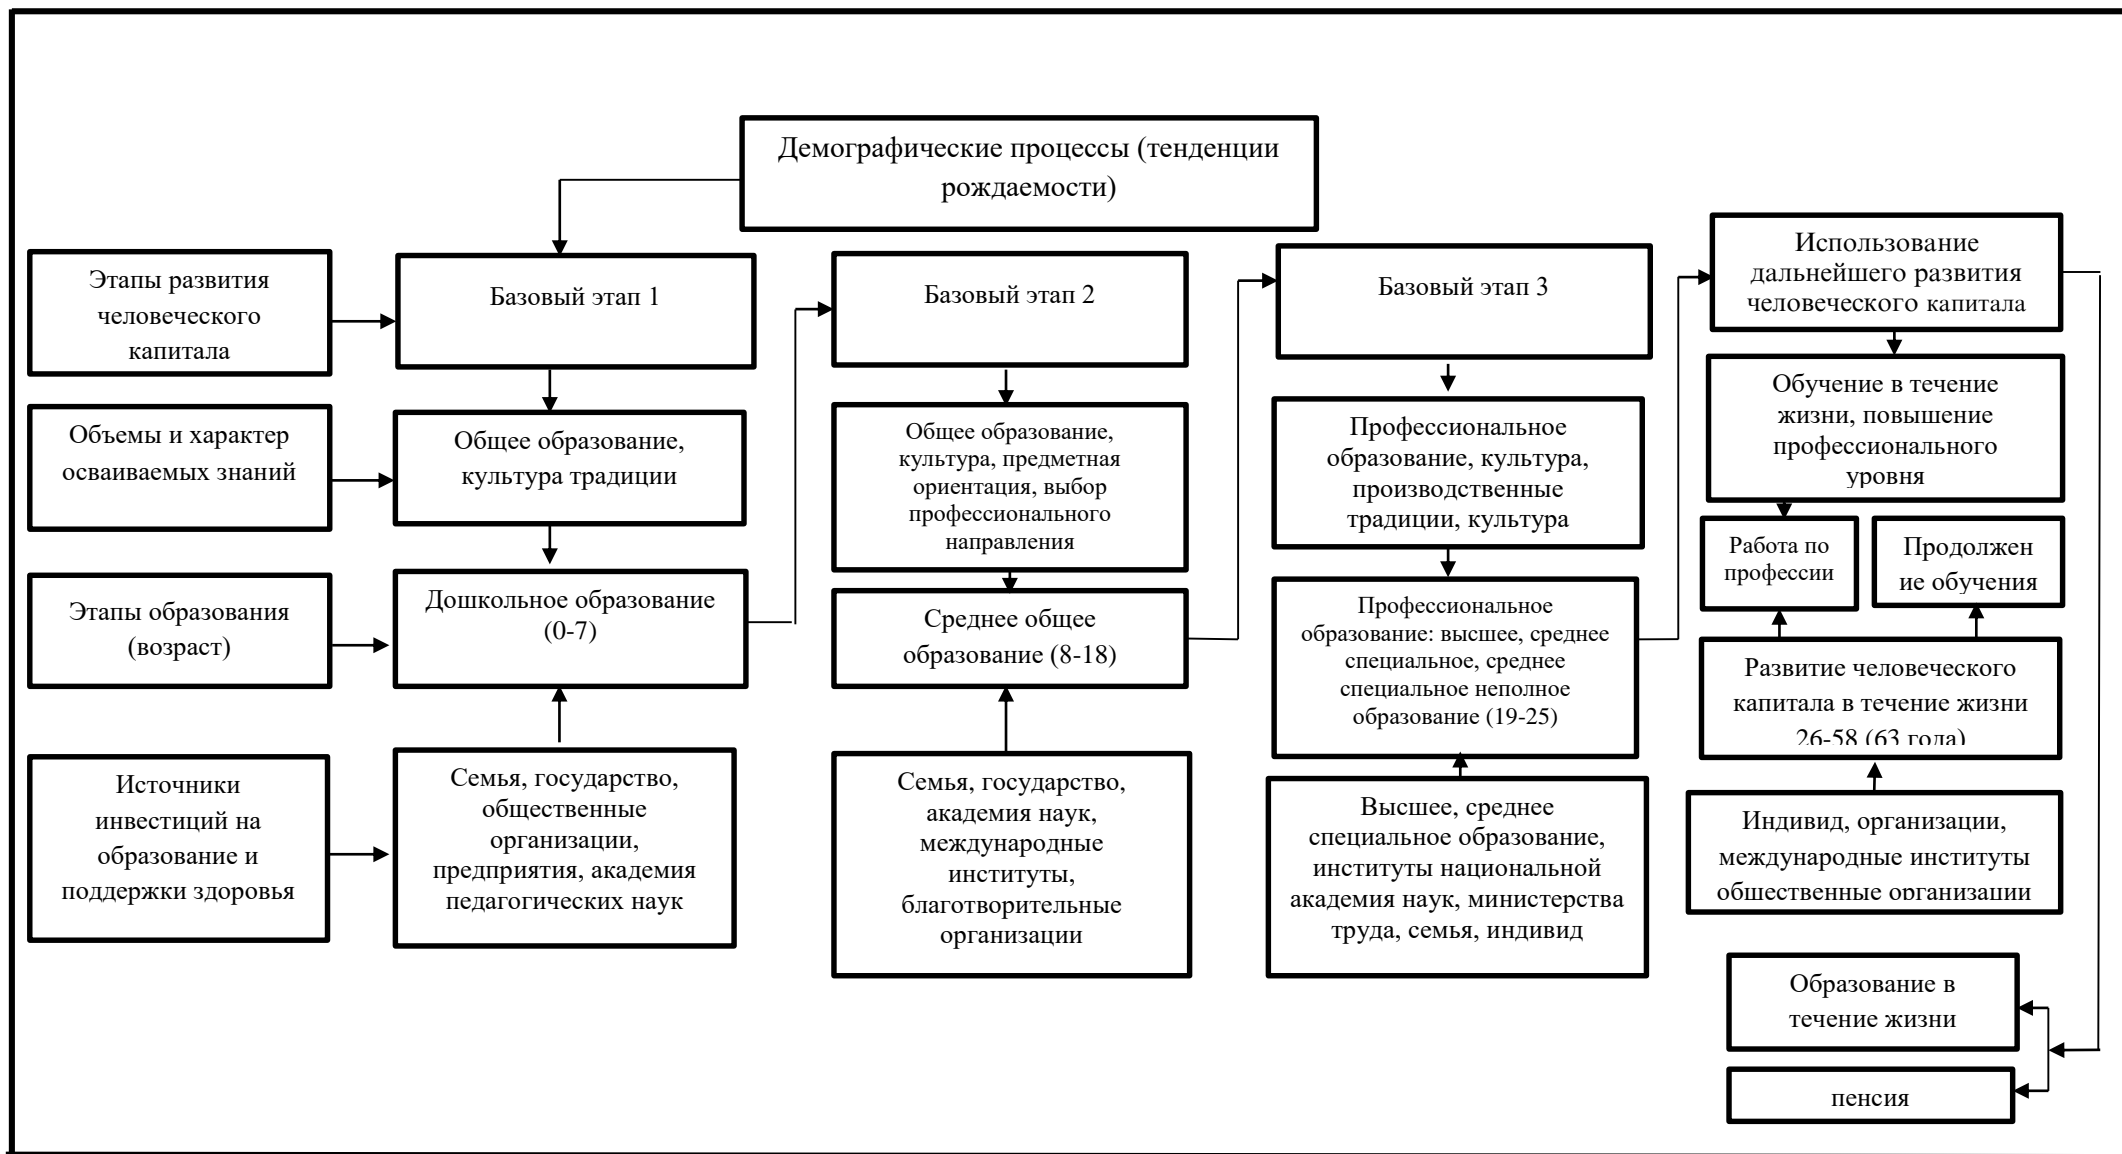 Демографические процессы (тенденции
рождаемости)
Этапы развития
человеческого
капитала
Базовый этап 1
Базовый этап 2
Базовый этап 3
Использование
дальнейшего развития
человеческого капитала
Объемы и характер
осваиваемых знаний
Общее образование,
культура традиции
Общее образование,
культура, предметная
ориентация, выбор
профессионального
направления
Профессиональное
образование, культура,
производственные
традиции, культура
Обучение в течение
жизни, повышение
профессионального
уровня
Работа по
профессии
Продолжен
ие обучения
Этапы образования
(возраст)
Дошкольное образование
(0-7)
Среднее общее
образование (8-18)
Профессиональное
образование: высшее, среднее
специальное, среднее
специальное неполное
образование (19-25)
Развитие человеческого
капитала в течение жизни
26-58 (63 года)
Источники
инвестиций на
образование и
поддержки здоровья
Семья, государство,
общественные
организации,
предприятия, академия
педагогических наук
Семья, государство,
академия наук,
международные
институты,
благотворительные
организации
Высшее, среднее
специальное образование,
институты национальной
академия наук, министерства
труда, семья, индивид
Индивид, организации,
международные институты
общественные организации
Образование в
течение жизни
пенсия